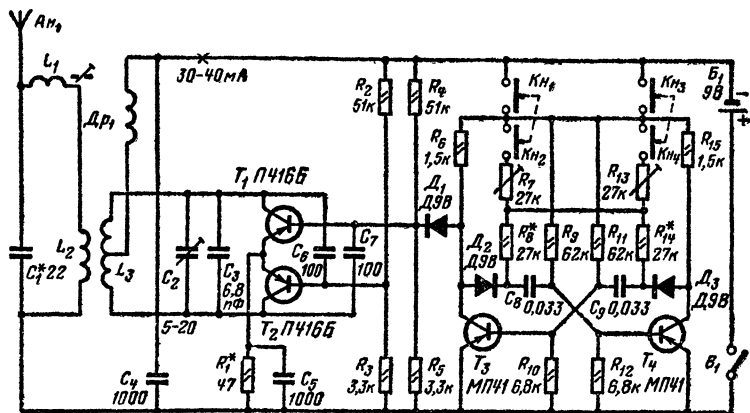 Ан₁
L₁
30-40мА
Др₁
R₂
51к
R₄
51к
Кн₁
Кн₃
Б₁
9В
R₆
1,5к
Кн₂
Кн₄
R₁₅
1,5к
Т₁ П416Б
Д₁
Д9В
R₇
27к
R₁₃
27к
L₂
L₃
C₁* 22
C₂
5-20
C₃
6,8
пф
C₆
100
C₇
100
Д₂
Д9В
R₈*
27к
R₉
62к
R₁₁
62к
R₁₄*
27к
Д₃
Д9В
C₈ 0,033
C₉ 0,033
Т₂ П416Б
C₄
1000
R₁*
47
C₅
1000
R₃
3,3к
R₅
3,3к
Т₃
МП41
R₁₀
6,8к
R₁₂
6,8к
Т₄
МП41
В₁